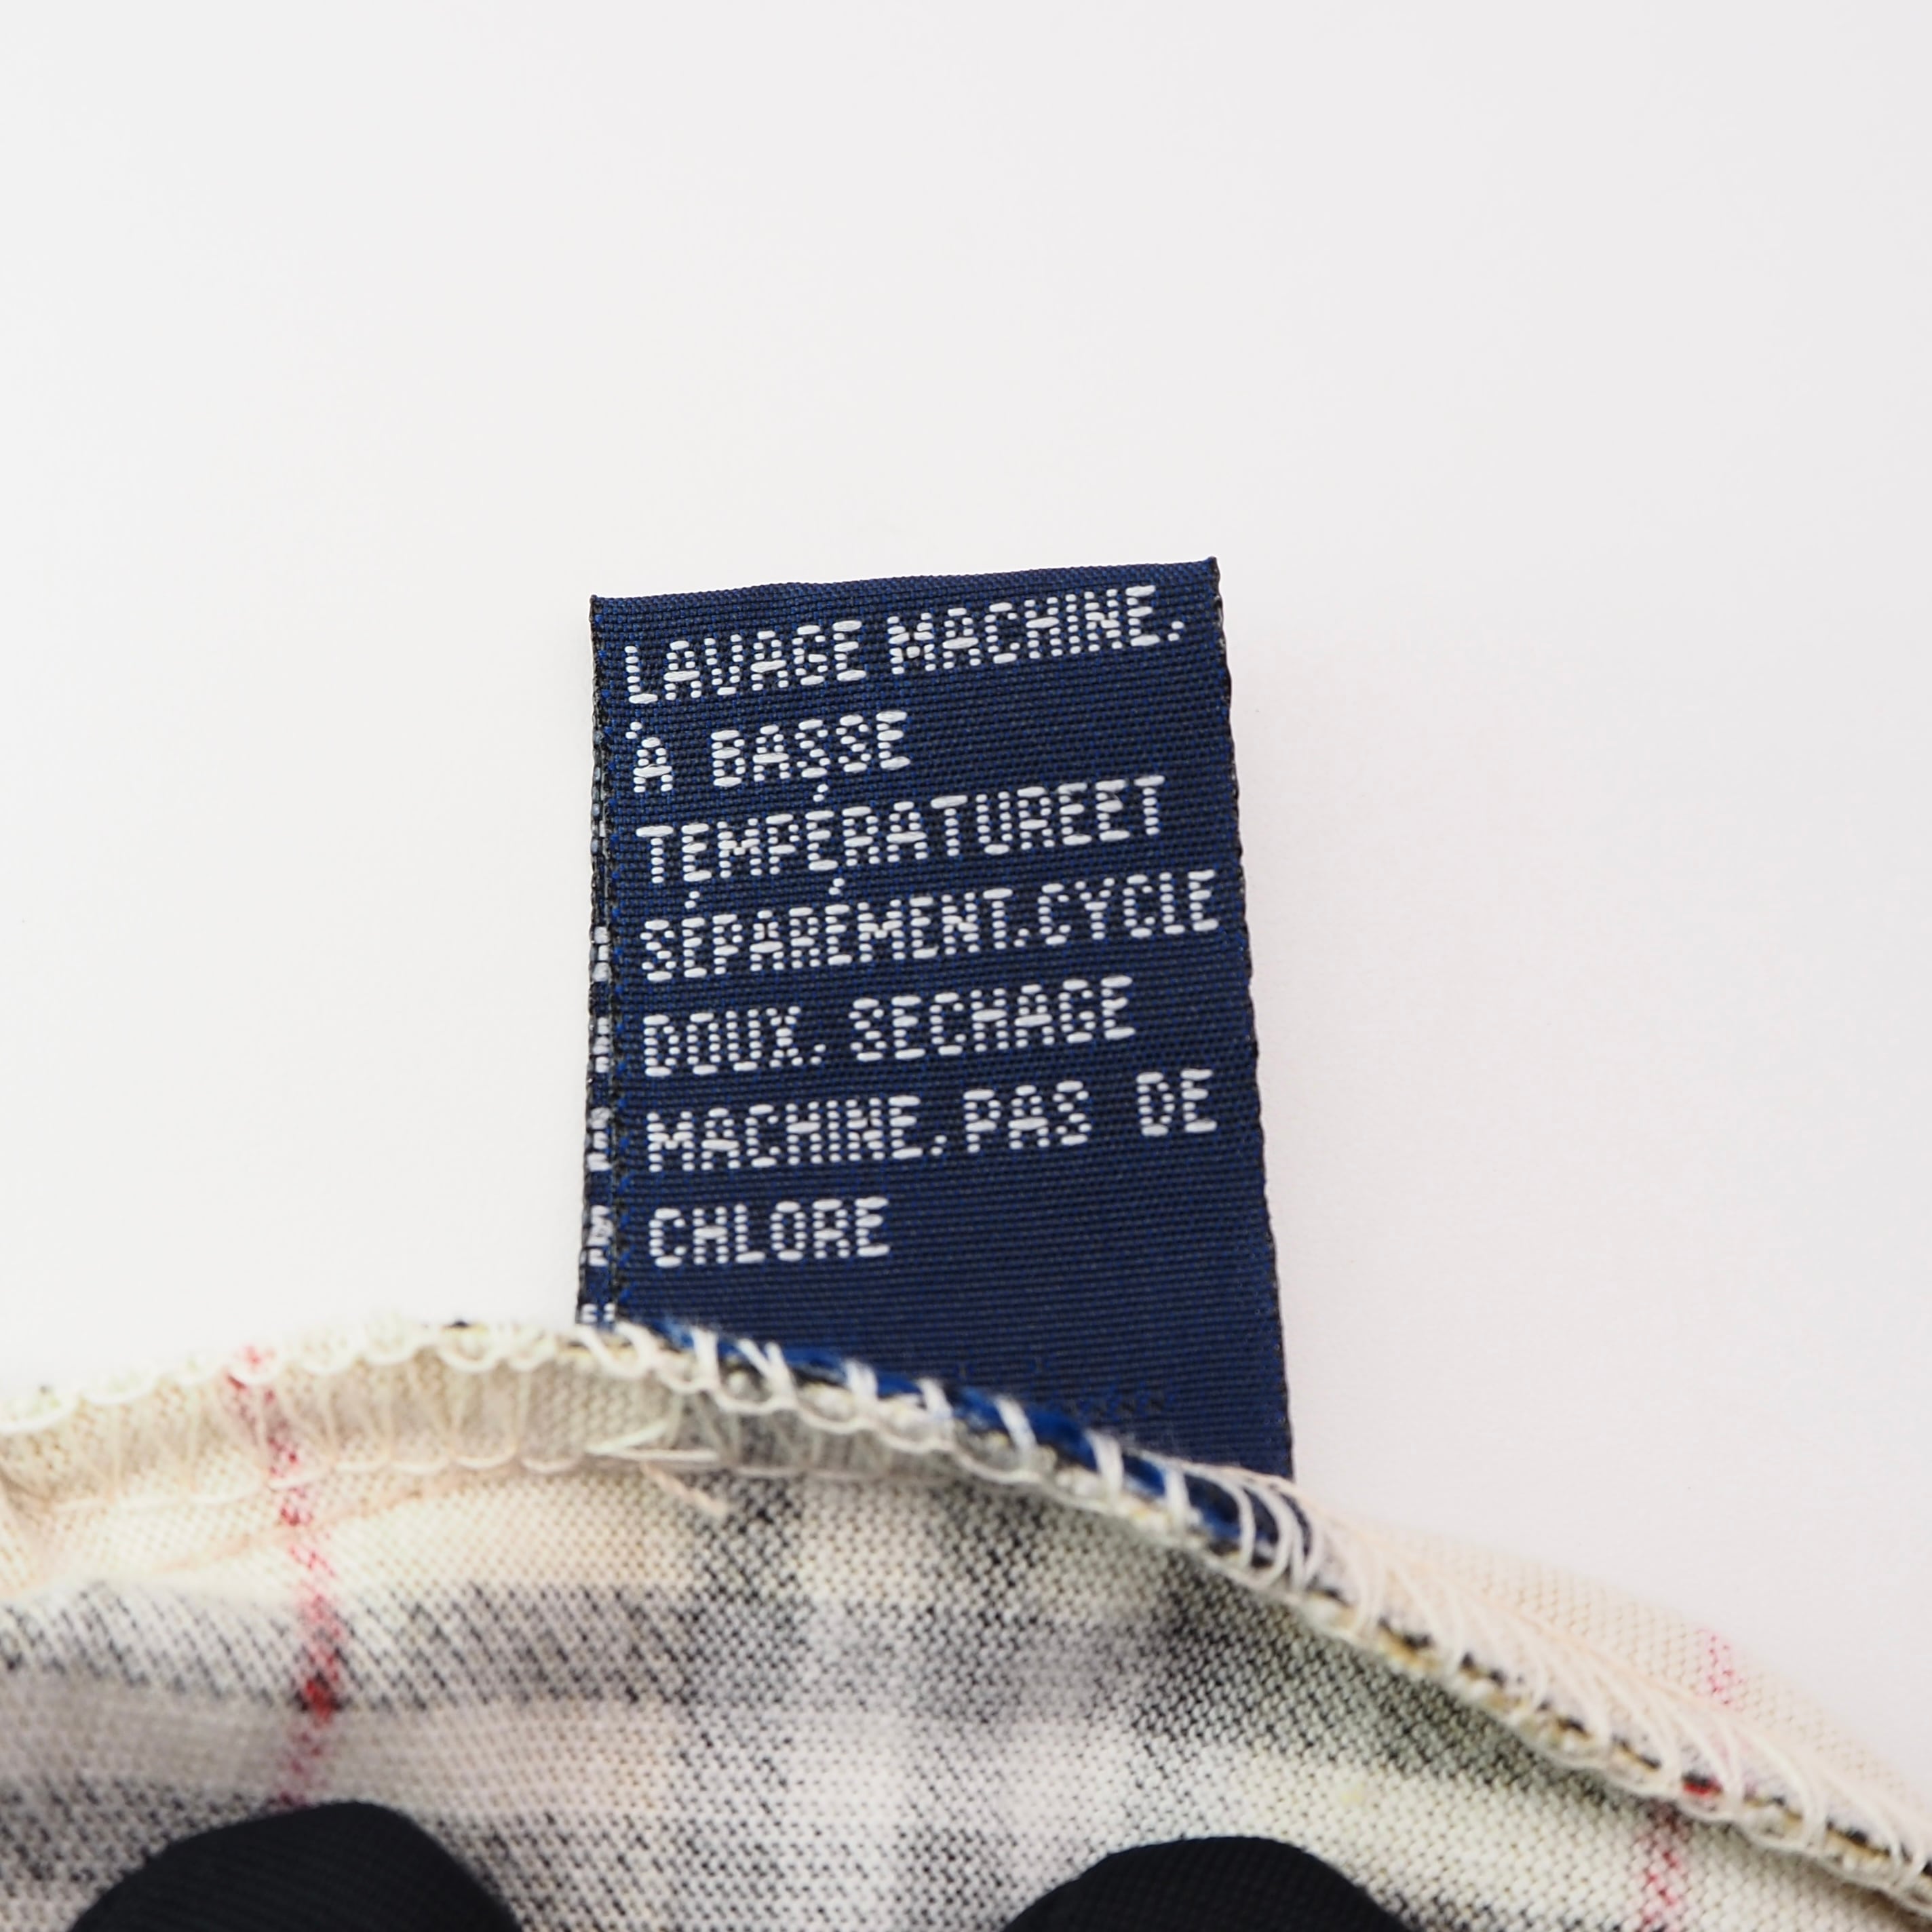 LAVAGE MACHINE.
À BASSE
TEMPÉRATUREET
SÉPARÉMENT.CYCLE
DOUX. SECHAGE
MACHINE.PAS DE
CHLORE